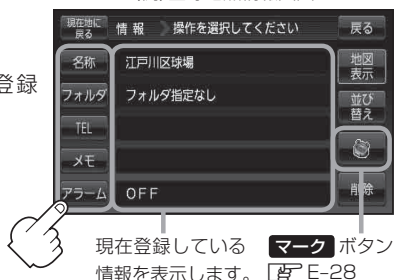 現在地に
戻る
情報
操作を選択してください
戻る
名称
江戸川区球場
地図
表示
登録
フォルダ
フォルダ指定なし
並び
替え
TEL
メモ
アラーム
OFF
削除
現在登録している
情報を表示します。
マーク ボタン
E-28